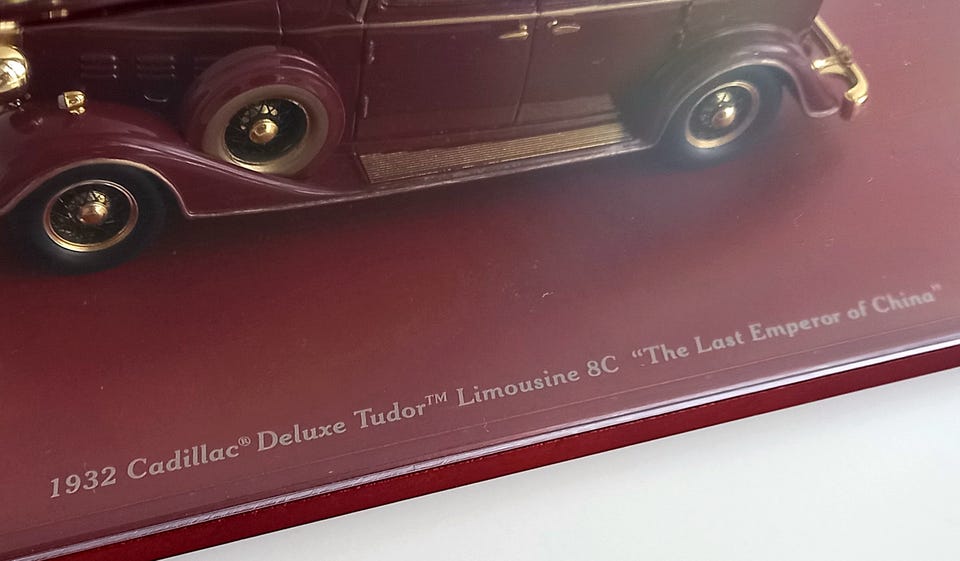 1932 Cadillac® Deluxe Tudor™ Limousine 8C “The Last Emperor of China”